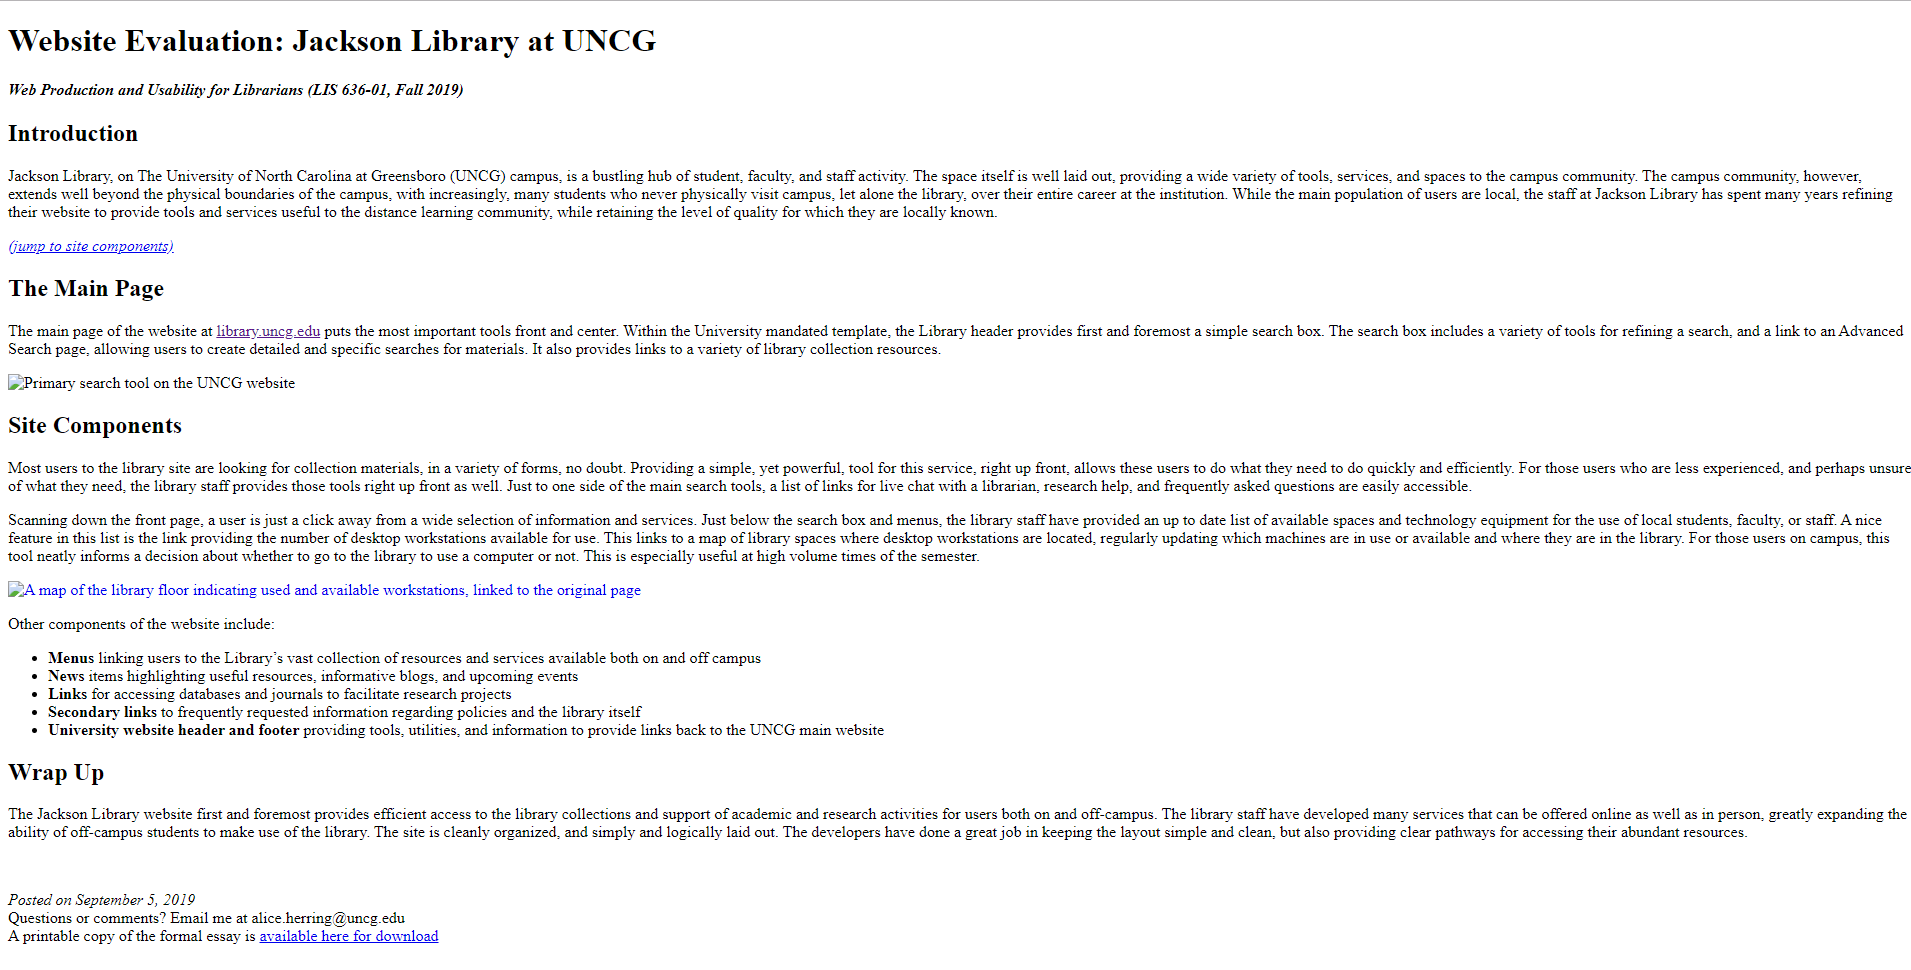 Website Evaluation: Jackson Library at UNCG
Web Production and Usability for Librarians (LIS 636-01, Fall 2019)
Introduction
Jackson Library, on The University of North Carolina at Greensboro (UNCG) campus, is a bustling hub of student, faculty, and staff activity. The space itself is well laid out, providing a wide variety of tools, services, and spaces to the campus community. The campus community, however,
extends well beyond the physical boundaries of the campus, with increasingly, many students who never physically visit campus, let alone the library, over their entire career at the institution. While the main population of users are local, the staff at Jackson Library has spent many years refining
their website to provide tools and services useful to the distance learning community, while retaining the level of quality for which they are locally known.
(jump to site components)
The Main Page
The main page of the website at library.uncg.edu puts the most important tools front and center. Within the University mandated template, the Library header provides first and foremost a simple search box. The search box includes a variety of tools for refining a search, and a link to an Advanced
Search page, allowing users to create detailed and specific searches for materials. It also provides links to a variety of library collection resources.
Primary search tool on the UNCG website
Site Components
Most users to the library site are looking for collection materials, in a variety of forms, no doubt. Providing a simple, yet powerful, tool for this service, right up front, allows these users to do what they need to do quickly and efficiently. For those users who are less experienced, and perhaps unsure
of what they need, the library staff provides those tools right up front as well. Just to one side of the main search tools, a list of links for live chat with a librarian, research help, and frequently asked questions are easily accessible.
Scanning down the front page, a user is just a click away from a wide selection of information and services. Just below the search box and menus, the library staff have provided an up to date list of available spaces and technology equipment for the use of local students, faculty, or staff. A nice
feature in this list is the link providing the number of desktop workstations available for use. This links to a map of library spaces where desktop workstations are located, regularly updating which machines are in use or available and where they are in the library. For those users on campus, this
tool neatly informs a decision about whether to go to the library to use a computer or not. This is especially useful at high volume times of the semester.
A map of the library floor indicating used and available workstations, linked to the original page
Other components of the website include:
• Menus linking users to the Library’s vast collection of resources and services available both on and off campus
• News items highlighting useful resources, informative blogs, and upcoming events
• Links for accessing databases and journals to facilitate research projects
• Secondary links to frequently requested information regarding policies and the library itself
• University website header and footer providing tools, utilities, and information to provide links back to the UNCG main website
Wrap Up
The Jackson Library website first and foremost provides efficient access to the library collections and support of academic and research activities for users both on and off-campus. The library staff have developed many services that can be offered online as well as in person, greatly expanding the
ability of off-campus students to make use of the library. The site is cleanly organized, and simply and logically laid out. The developers have done a great job in keeping the layout simple and clean, but also providing clear pathways for accessing their abundant resources.
Posted on September 5, 2019
Questions or comments? Email me at alice.herring@uncg.edu
A printable copy of the formal essay is available here for download